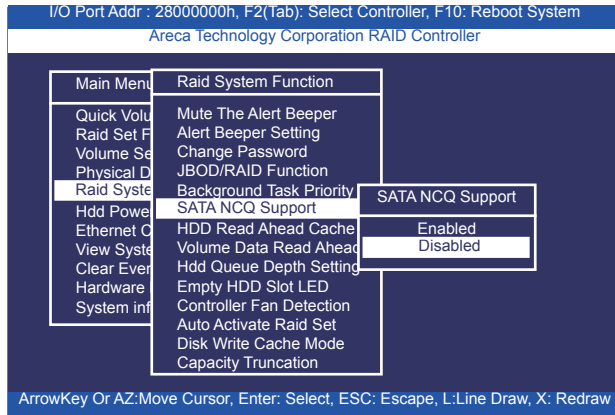 I/O Port Addr : 28000000h, F2(Tab): Select Controller, F10: Reboot System
Areca Technology Corporation RAID Controller
Main Menu
Quick Volu
Raid Set F
Volume Se
Physical D
Raid Syste
Hdd Powe
Ethernet C
View Syste
Clear Even
Hardware
System inf
Raid System Function
Mute The Alert Beeper
Alert Beeper Setting
Change Password
JBOD/RAID Function
Background Task Priority
SATA NCQ Support
HDD Read Ahead Cache
Volume Data Read Ahead
Hdd Queue Depth Setting
Empty HDD Slot LED
Controller Fan Detection
Auto Activate Raid Set
Disk Write Cache Mode
Capacity Truncation
SATA NCQ Support
Enabled
Disabled
ArrowKey Or AZ:Move Cursor, Enter: Select, ESC: Escape, L:Line Draw, X: Redraw